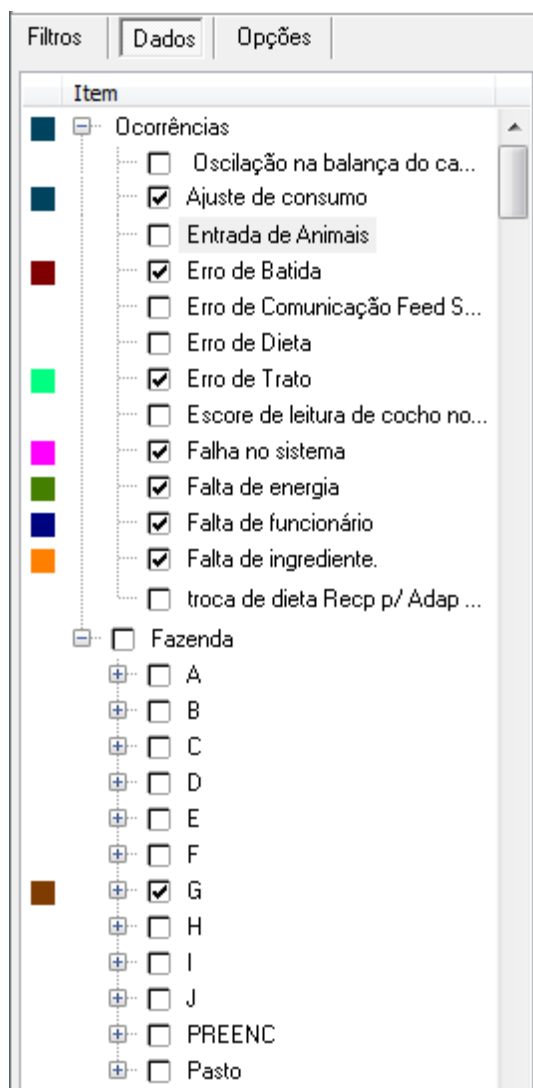 Filtros Dados Opções
Item
Ocorrências
Oscilação na balança do ca...
Ajuste de consumo
Entrada de Animais
Erro de Batida
Erro de Comunicação Feed S...
Erro de Dieta
Erro de Trato
Escore de leitura de cocho no...
Falha no sistema
Falta de energia
Falta de funcionário
Falta de ingrediente.
troca de dieta Recp p/ Adap ...
Fazenda
A
B
C
D
E
F
G
H
I
J
PREENC
Pasto